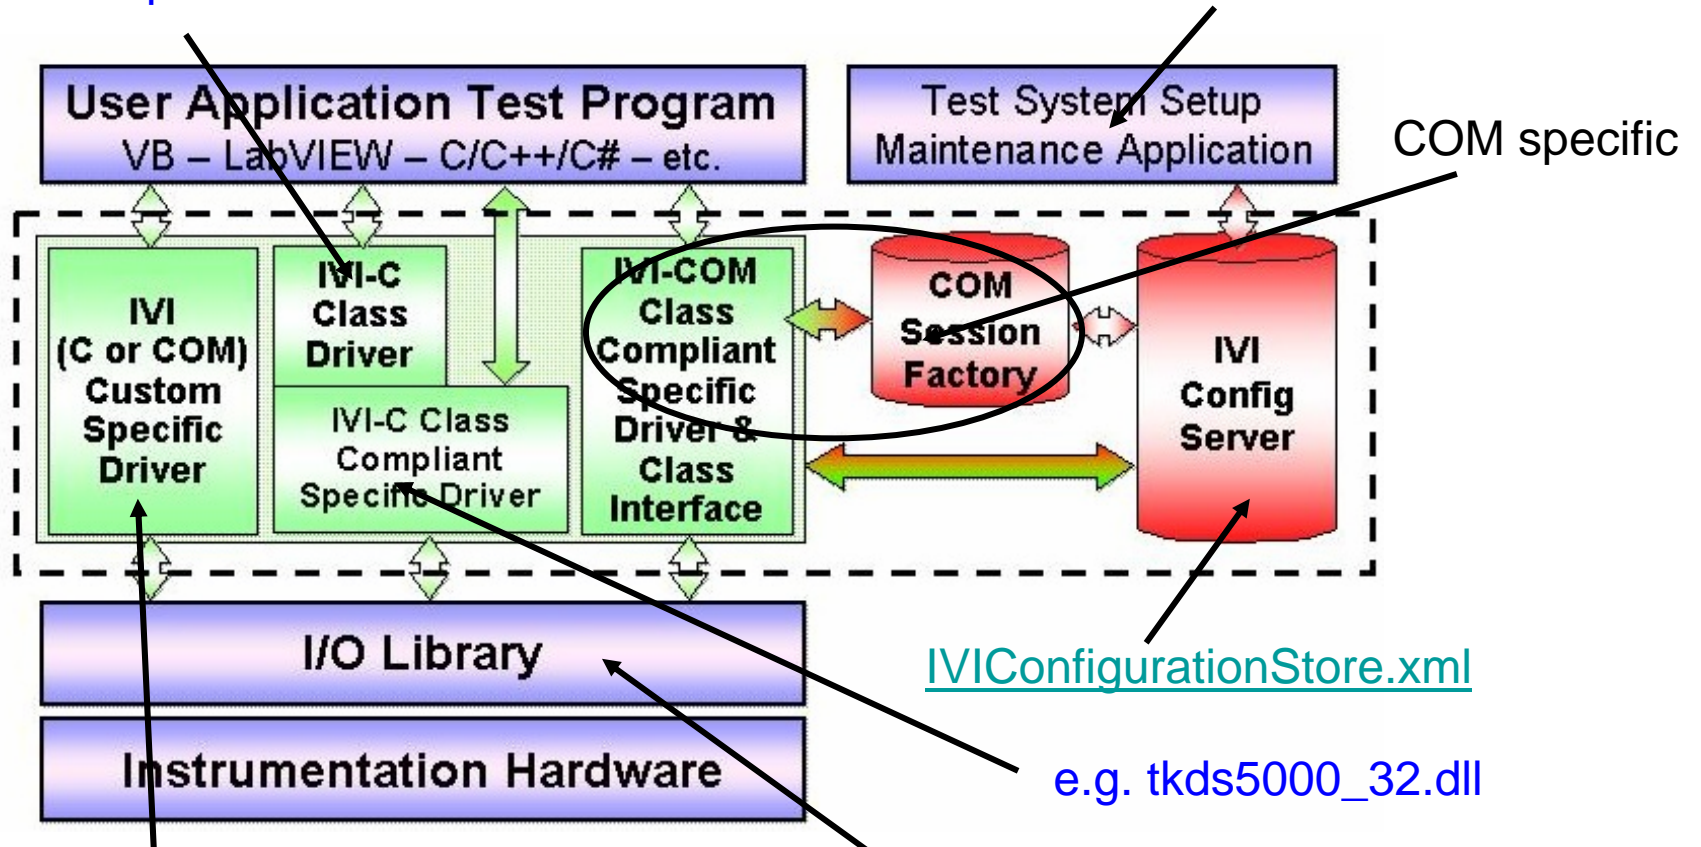 User Application Test Program
VB – LabVIEW – C/C++/C# – etc.
Test System Setup
Maintenance Application
COM specific
IVI
(C or COM)
Custom
Specific
Driver
IVI-C
Class
Driver
IVI-C Class
Compliant
Specific Driver
IVI-COM
Class
Compliant
Specific
Driver &
Class
Interface
COM
Session
Factory
IVI
Config
Server
I/O Library
IVIConfigurationStore.xml
Instrumentation Hardware
e.g. tkds5000_32.dll